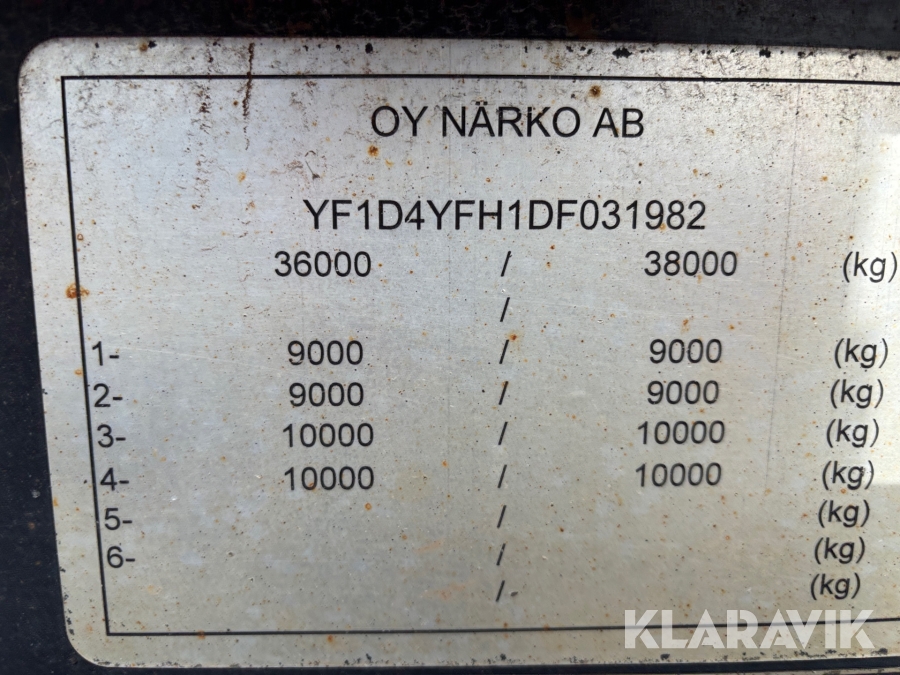 OY NÄRKO AB
YF1D4YFH1DF031982
36000 / 38000 (kg)
/
1- 9000 / 9000 (kg)
2- 9000 / 9000 (kg)
3- 10000 / 10000 (kg)
4- 10000 / 10000 (kg)
5- / (kg)
6- / (kg)
/ (kg)
KLARAVIK